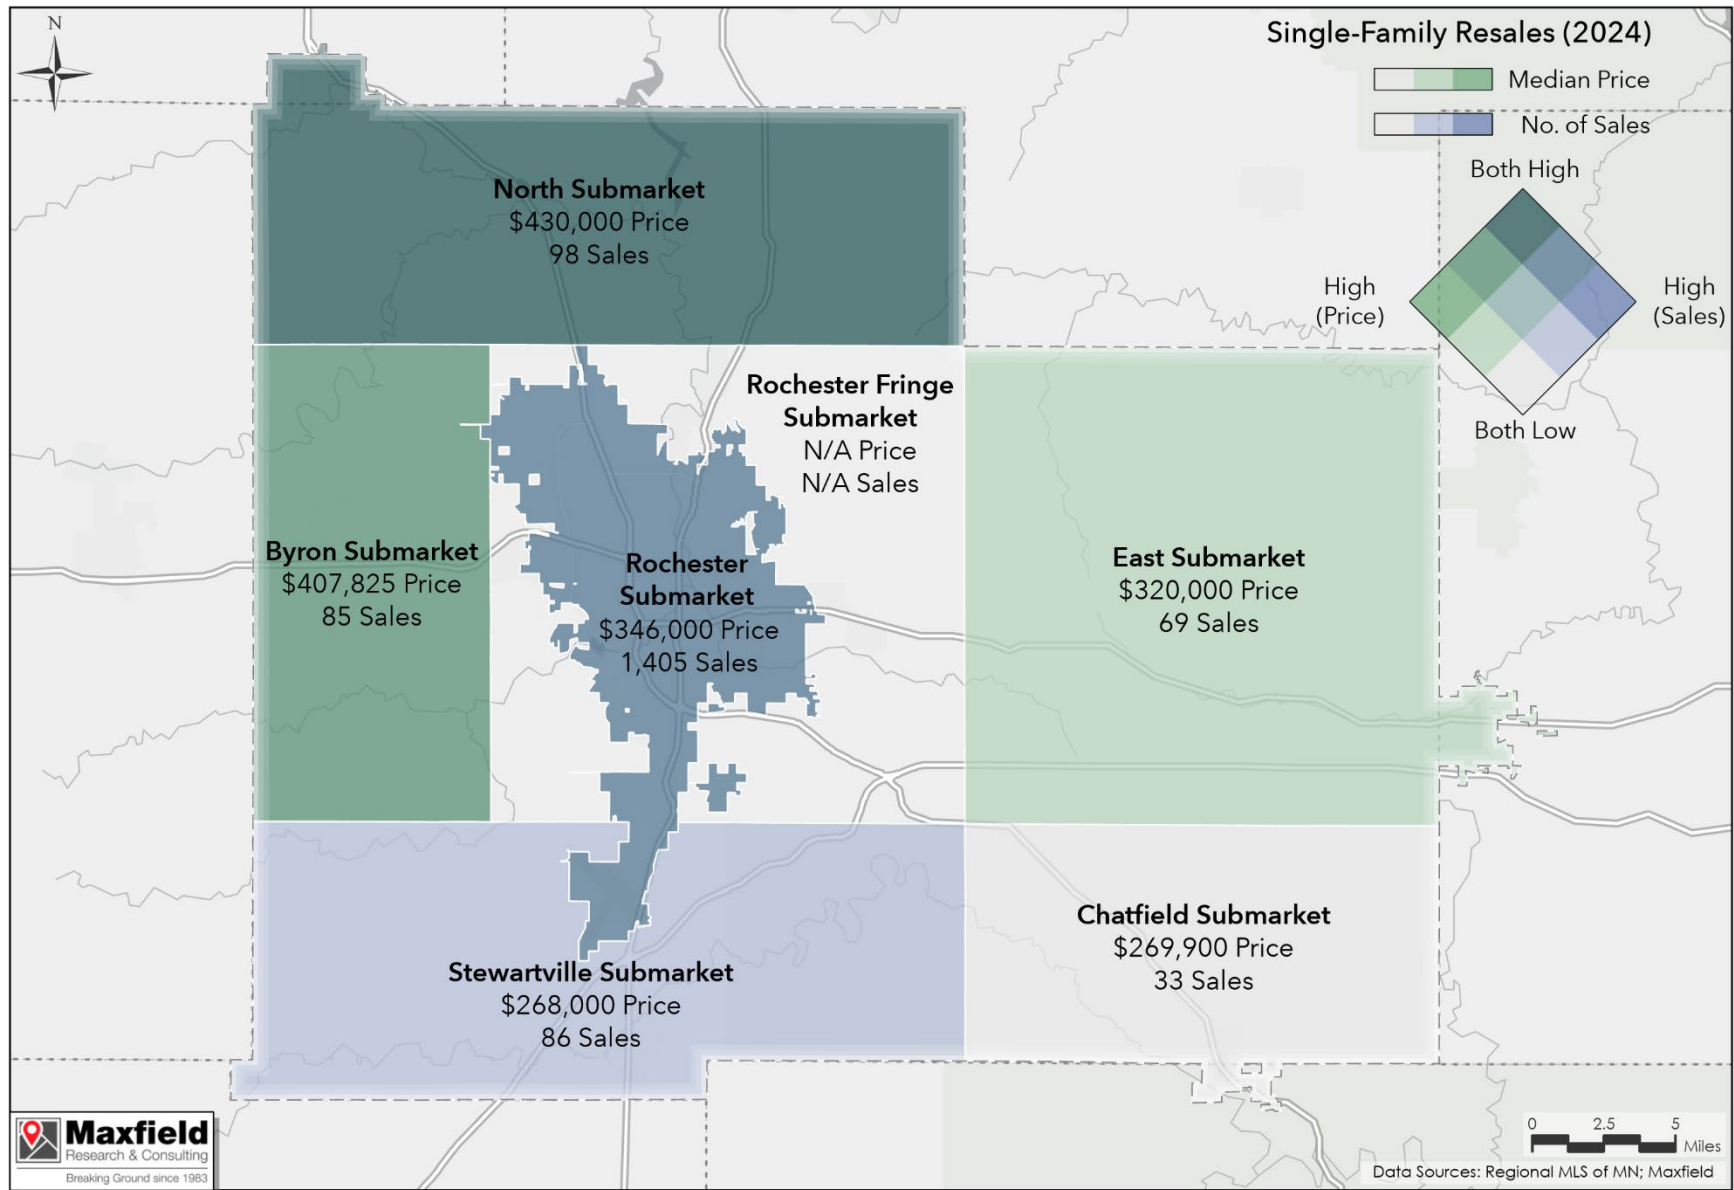 N
Single-Family Resales (2024)
Median Price
No. of Sales
Both High
High
(Price)
High
(Sales)
Both Low
North Submarket
$430,000 Price
98 Sales
Rochester Fringe
Submarket
N/A Price
N/A Sales
Byron Submarket
$407,825 Price
85 Sales
Rochester
Submarket
$346,000 Price
1,405 Sales
East Submarket
$320,000 Price
69 Sales
Chatfield Submarket
$269,900 Price
33 Sales
Stewartville Submarket
$268,000 Price
86 Sales
Maxfield
Research & Consulting
Breaking Ground since 1983
0 2.5 5
Miles
Data Sources: Regional MLS of MN; Maxfield